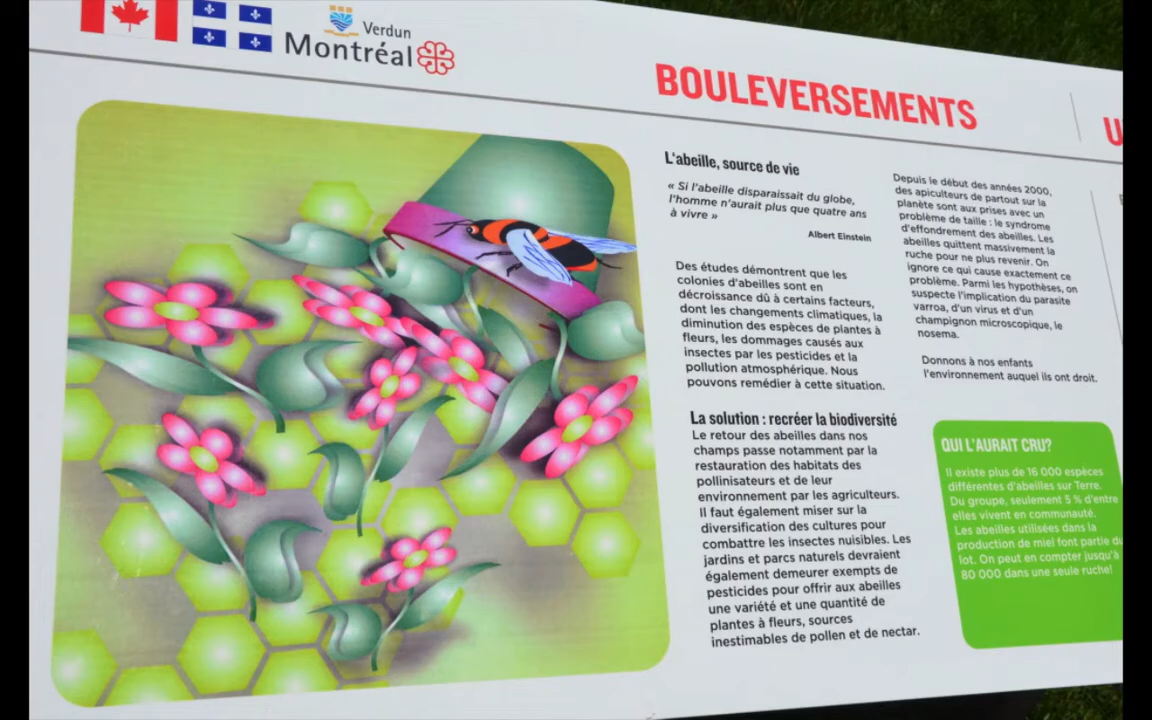 Verdun
Montréal
BOULEVERSEMENTS
L'abeille, source de vie
« Si l'abeille disparaissait du globe,
l'homme n'aurait plus que quatre ans
à vivre »
Albert Einstein
Des études démontrent que les
colonies d'abeilles sont en
décroissance dû à certains facteurs,
dont les changements climatiques, la
diminution des espèces de plantes à
fleurs, les dommages causés aux
insectes par les pesticides et la
pollution atmosphérique. Nous
pouvons remédier à cette situation.
La solution : recréer la biodiversité
Le retour des abeilles dans nos
champs passe notamment par la
restauration des habitats des
pollinisateurs et de leur
environnement par les agriculteurs.
Il faut également miser sur la
diversification des cultures pour
combattre les insectes nuisibles. Les
jardins et parcs naturels devraient
également demeurer exempts de
pesticides pour offrir aux abeilles
une variété et une quantité de
plantes à fleurs, sources
inestimables de pollen et de nectar.
Depuis le début des années 2000,
des apiculteurs de partout sur la
planète sont aux prises avec un
problème de taille : le syndrome
d'effondrement des abeilles. Les
abeilles quittent massivement la
ruche pour ne plus revenir. On
ignore ce qui cause exactement ce
problème. Parmi les hypothèses, on
suspecte l'implication du parasite
varroa, d'un virus et d'un
champignon microscopique, le
nosema.
Donnons à nos enfants
l'environnement auquel ils ont droit.
QUI L'AURAIT CRU?
Il existe plus de 16 000 espèces
différentes d'abeilles sur Terre.
Du groupe, seulement 5 % d'entre
elles vivent en communauté.
Les abeilles utilisées dans la
production de miel font partie du
lot. On peut en compter jusqu'à
80 000 dans une seule ruche!
U